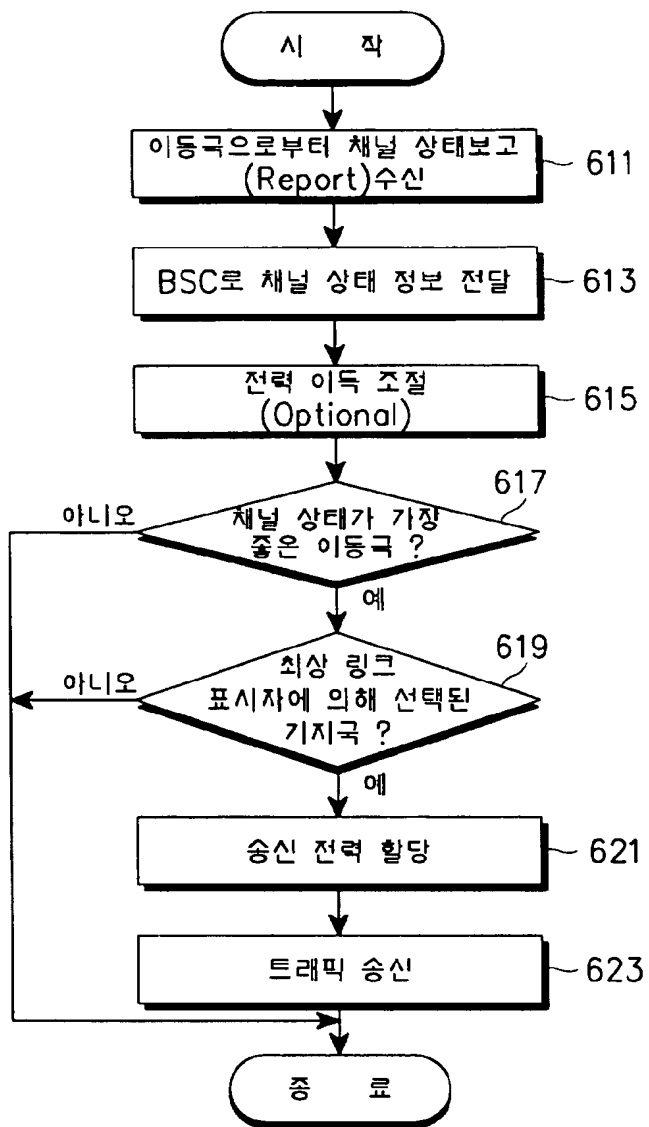 시 작
이동국으로부터 채널 상태보고
(Report)수신
611
BSC로 채널 상태 정보 전달
613
전력 이득 조절
(Optional)
615
617
채널 상태가 가장
좋은 이동국 ?
아니오
예
619
최상 링크
표시자에 의해 선택된
기지국 ?
아니오
예
송신 전력 할당
621
트래픽 송신
623
종 료